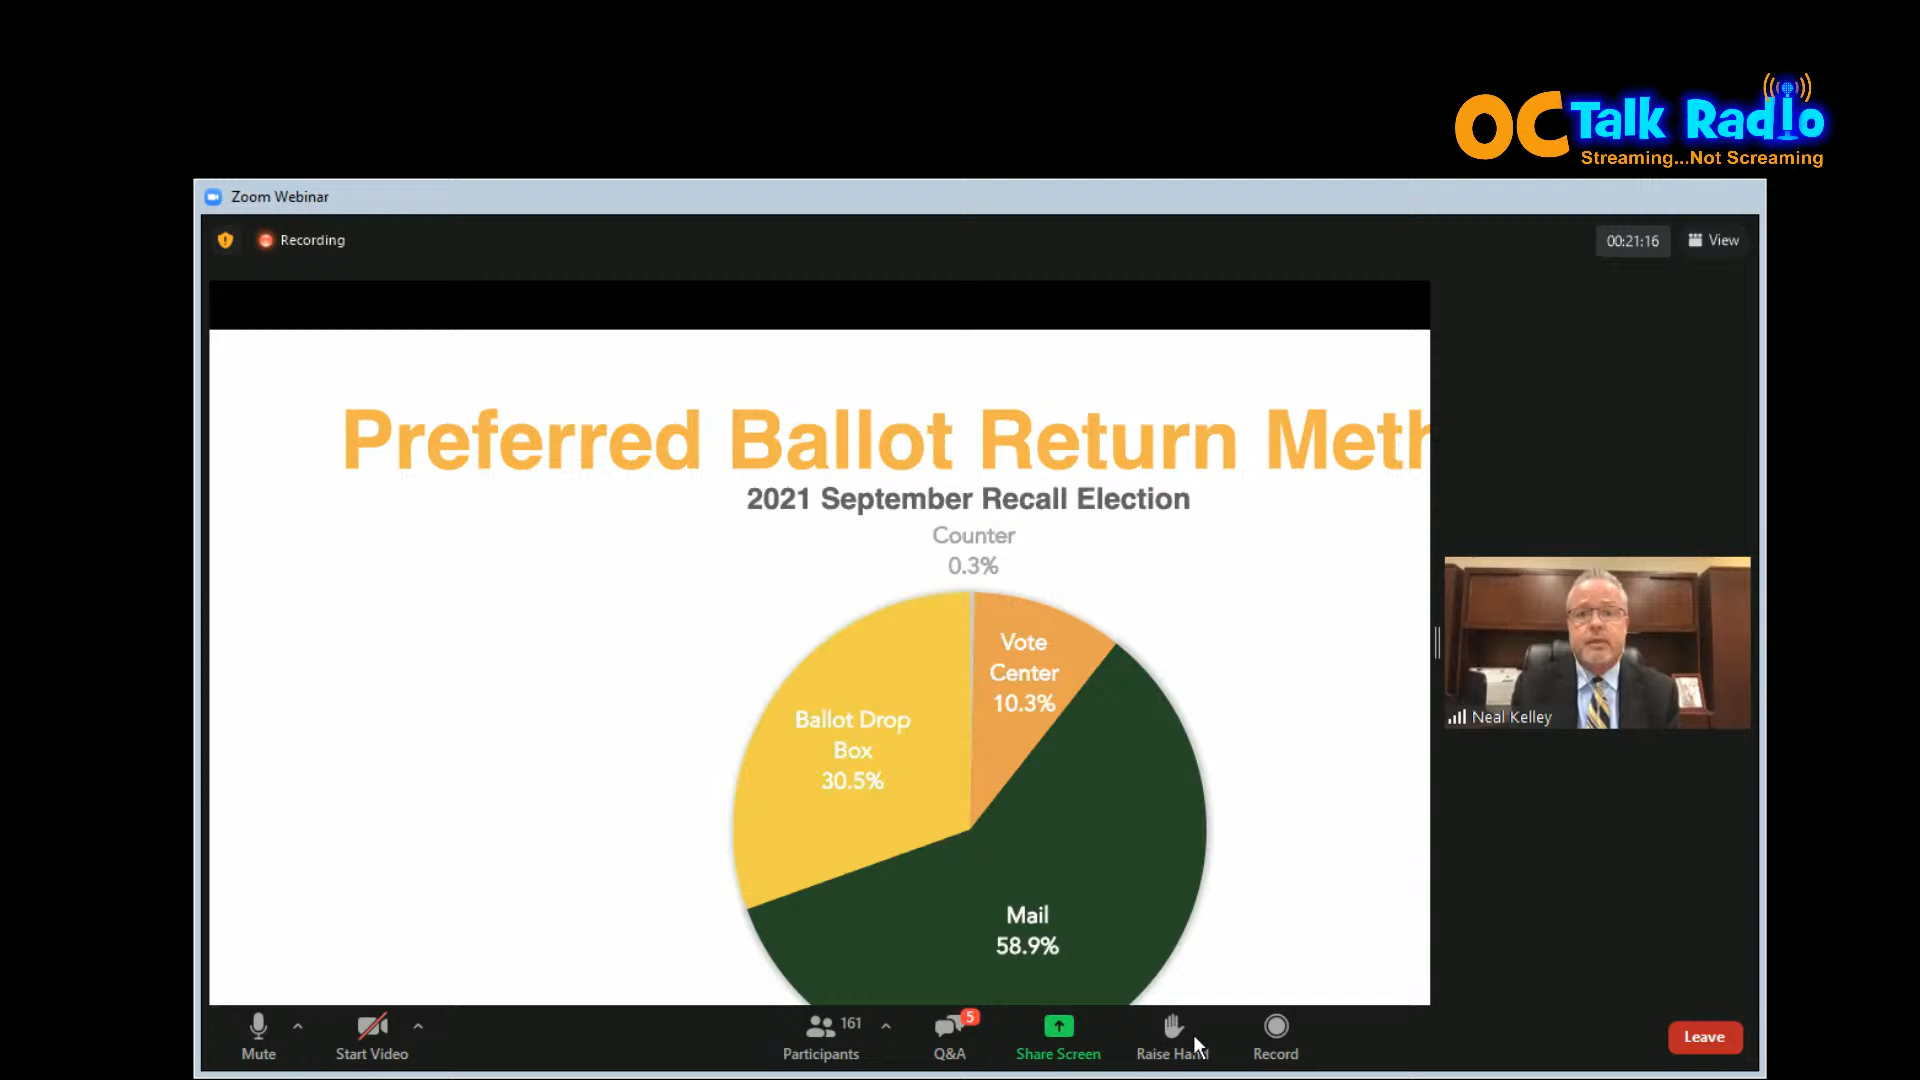 OC Talk Radio
Streaming...Not Screaming
Zoom Webinar
Recording
00:21:16
View
Preferred Ballot Return Meth
2021 September Recall Election
Counter
0.3%
Vote
Center
10.3%
Ballot Drop
Box
30.5%
Mail
58.9%
Neal Kelley
Mute
Start Video
161
Participants
5
Q&A
Share Screen
Raise Hand
Record
Leave